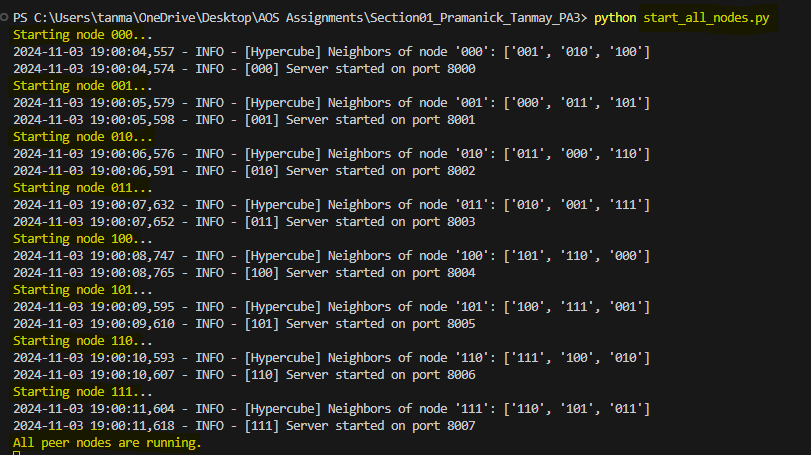 PS C:\Users\tanma\OneDrive\Desktop\AOS Assignments\Section01_Pramanick_Tanmay_PA3> python start_all_nodes.py
Starting node 000...
2024-11-03 19:00:04,557 - INFO - [Hypercube] Neighbors of node '000': ['001', '010', '100']
2024-11-03 19:00:04,574 - INFO - [000] Server started on port 8000
Starting node 001...
2024-11-03 19:00:05,579 - INFO - [Hypercube] Neighbors of node '001': ['000', '011', '101']
2024-11-03 19:00:05,598 - INFO - [001] Server started on port 8001
Starting node 010...
2024-11-03 19:00:06,576 - INFO - [Hypercube] Neighbors of node '010': ['011', '000', '110']
2024-11-03 19:00:06,591 - INFO - [010] Server started on port 8002
Starting node 011...
2024-11-03 19:00:07,632 - INFO - [Hypercube] Neighbors of node '011': ['010', '001', '111']
2024-11-03 19:00:07,652 - INFO - [011] Server started on port 8003
Starting node 100...
2024-11-03 19:00:08,747 - INFO - [Hypercube] Neighbors of node '100': ['101', '110', '000']
2024-11-03 19:00:08,765 - INFO - [100] Server started on port 8004
Starting node 101...
2024-11-03 19:00:09,595 - INFO - [Hypercube] Neighbors of node '101': ['100', '111', '001']
2024-11-03 19:00:09,610 - INFO - [101] Server started on port 8005
Starting node 110...
2024-11-03 19:00:10,593 - INFO - [Hypercube] Neighbors of node '110': ['111', '100', '010']
2024-11-03 19:00:10,607 - INFO - [110] Server started on port 8006
Starting node 111...
2024-11-03 19:00:11,604 - INFO - [Hypercube] Neighbors of node '111': ['110', '101', '011']
2024-11-03 19:00:11,618 - INFO - [111] Server started on port 8007
All peer nodes are running.